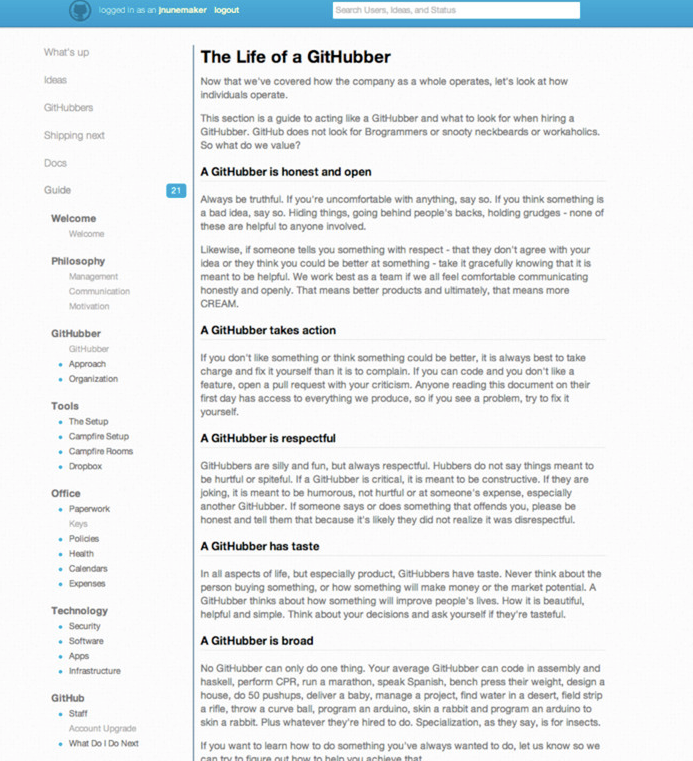 logged in as an jnunemaker logout
Search Users, Ideas, and Status
What's up
Ideas
GitHubbers
Shipping next
Docs
Guide 21
Welcome
Welcome
Philosophy
Management
Communication
Motivation
GitHubber
GitHubber
Approach
Organization
Tools
The Setup
Campfire Setup
Campfire Rooms
Dropbox
Office
Paperwork
Keys
Policies
Health
Calendars
Expenses
Technology
Security
Software
Apps
Infrastructure
GitHub
Staff
Account Upgrade
What Do I Do Next
The Life of a GitHubber
Now that we've covered how the company as a whole operates, let's look at how
individuals operate.
This section is a guide to acting like a GitHubber and what to look for when hiring a
GitHubber. GitHub does not look for Brogrammers or snooty neckbeards or workaholics.
So what do we value?
A GitHubber is honest and open
Always be truthful. If you're uncomfortable with anything, say so. If you think something is
a bad idea, say so. Hiding things, going behind people's backs, holding grudges - none of
these are helpful to anyone involved.
Likewise, if someone tells you something with respect - that they don't agree with your
idea or they think you could be better at something - take it gracefully knowing that it is
meant to be helpful. We work best as a team if we all feel comfortable communicating
honestly and openly. That means better products and ultimately, that means more
CREAM.
A GitHubber takes action
If you don't like something or think something could be better, it is always best to take
charge and fix it yourself than it is to complain. If you can code and you don't like a
feature, open a pull request with your criticism. Anyone reading this document on their
first day has access to everything we produce, so if you see a problem, try to fix it
yourself.
A GitHubber is respectful
GitHubbers are silly and fun, but always respectful. Hubbers do not say things meant to
be hurtful or spiteful. If a GitHubber is critical, it is meant to be constructive. If they are
joking, it is meant to be humorous, not hurtful or at someone's expense, especially
another GitHubber. If someone says or does something that offends you, please be
honest and tell them that because it's likely they did not realize it was disrespectful.
A GitHubber has taste
In all aspects of life, but especially product, GitHubbers have taste. Never think about the
person buying something, or how something will make money or the market potential. A
GitHubber thinks about how something will improve people's lives. How it is beautiful,
helpful and simple. Think about your decisions and ask yourself if they're tasteful.
A GitHubber is broad
No GitHubber can only do one thing. Your average GitHubber can code in assembly and
haskell, perform CPR, run a marathon, speak Spanish, bench press their weight, design a
house, do 50 pushups, deliver a baby, manage a project, find water in a desert, field strip
a rifle, throw a curve ball, program an arduino, skin a rabbit and program an arduino to
skin a rabbit. Plus whatever they're hired to do. Specialization, as they say, is for insects.
If you want to learn how to do something you've always wanted to do, let us know so we
can try to figure out how to help you achieve that.